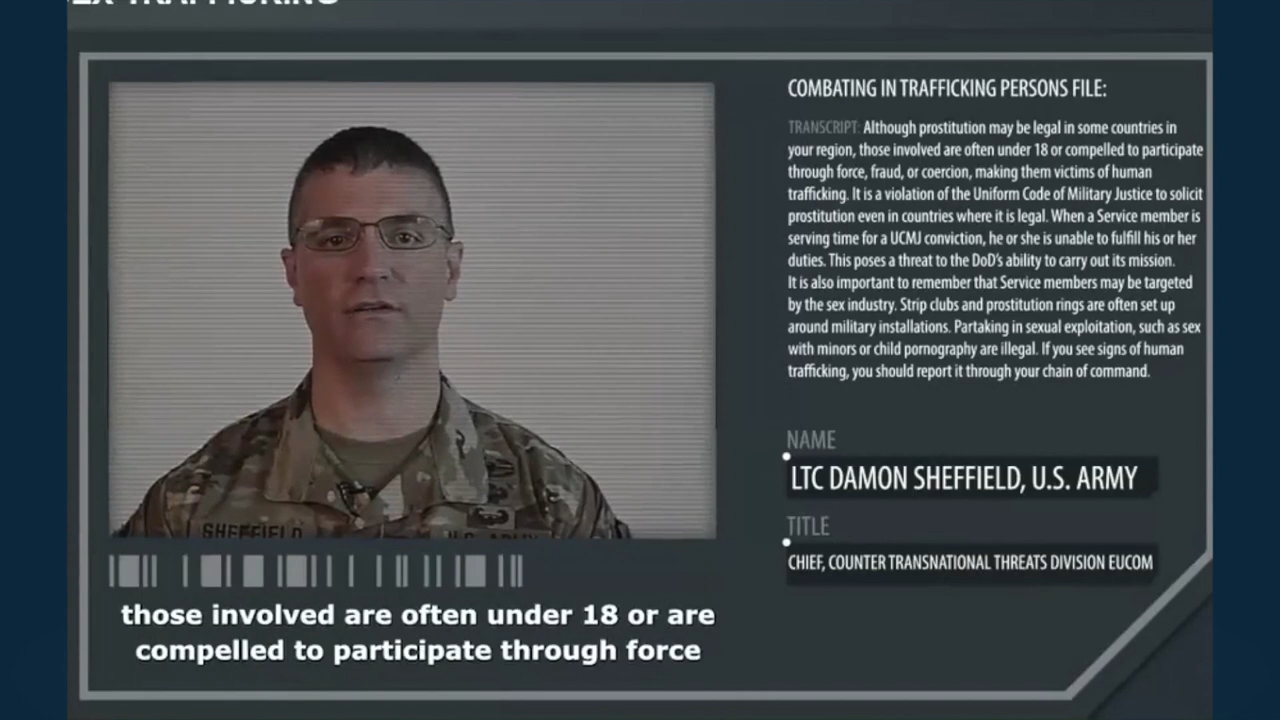 SEX TRAFFICKING
COMBATING IN TRAFFICKING PERSONS FILE:
TRANSCRIPT: Although prostitution may be legal in some countries in
your region, those involved are often under 18 or compelled to participate
through force, fraud, or coercion, making them victims of human
trafficking. It is a violation of the Uniform Code of Military Justice to solicit
prostitution even in countries where it is legal. When a Service member is
serving time for a UCMJ conviction, he or she is unable to fulfill his or her
duties. This poses a threat to the DoD's ability to carry out its mission.
It is also important to remember that Service members may be targeted
by the sex industry. Strip clubs and prostitution rings are often set up
around military installations. Partaking in sexual exploitation, such as sex
with minors or child pornography are illegal. If you see signs of human
trafficking, you should report it through your chain of command.
NAME
LTC DAMON SHEFFIELD, U.S. ARMY
TITLE
CHIEF, COUNTER TRANSNATIONAL THREATS DIVISION EUCOM
SHEFFIELD
U.S. ARMY
those involved are often under 18 or are
compelled to participate through force